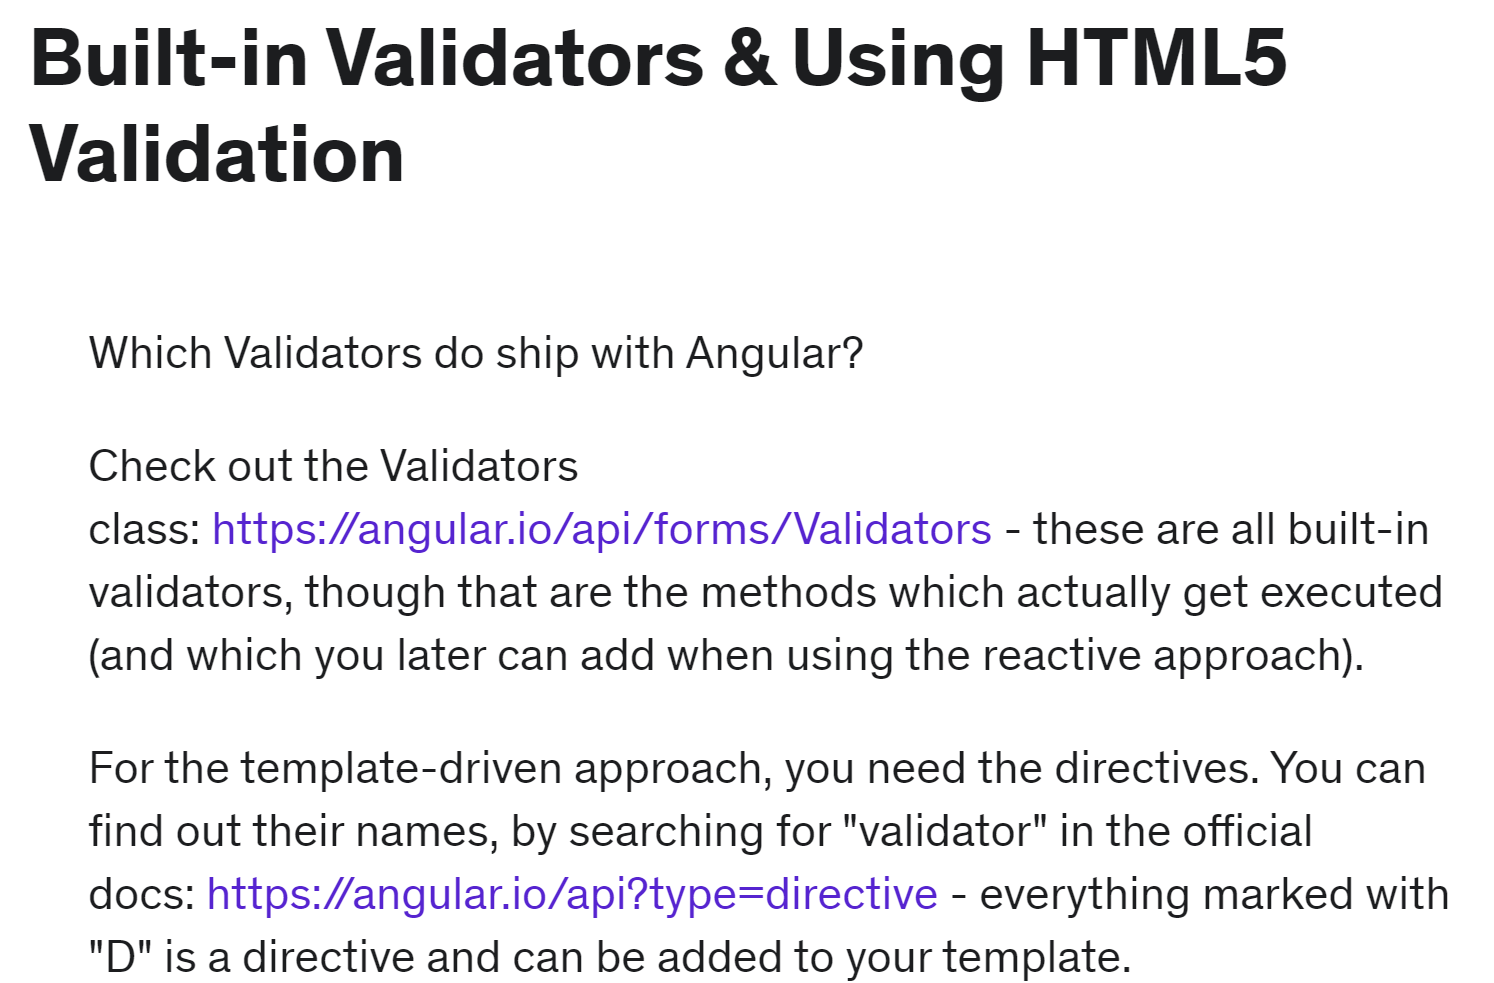 Built-in Validators & Using HTML5
Validation
Which Validators do ship with Angular?
Check out the Validators
class: https://angular.io/api/forms/Validators - these are all built-in
validators, though that are the methods which actually get executed
(and which you later can add when using the reactive approach).
For the template-driven approach, you need the directives. You can
find out their names, by searching for "validator" in the official
docs: https://angular.io/api?type=directive - everything marked with
"D" is a directive and can be added to your template.